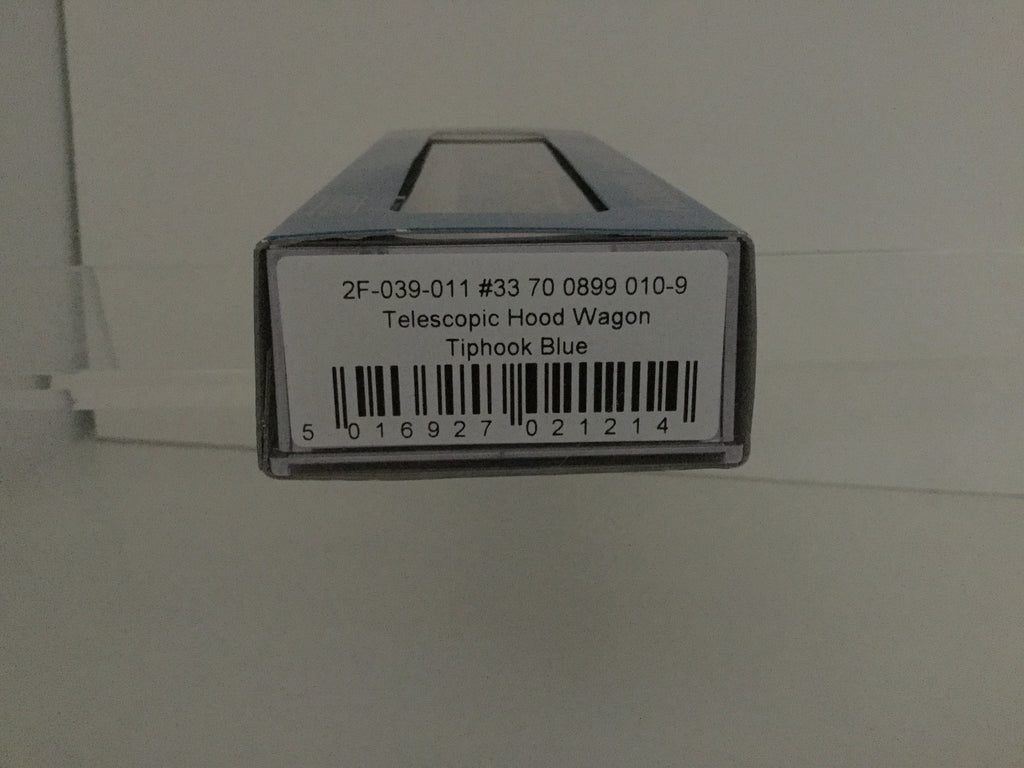 2F-039-011 #33 70 0899 010-9
Telescopic Hood Wagon
Tiphook Blue
5 016927 021214